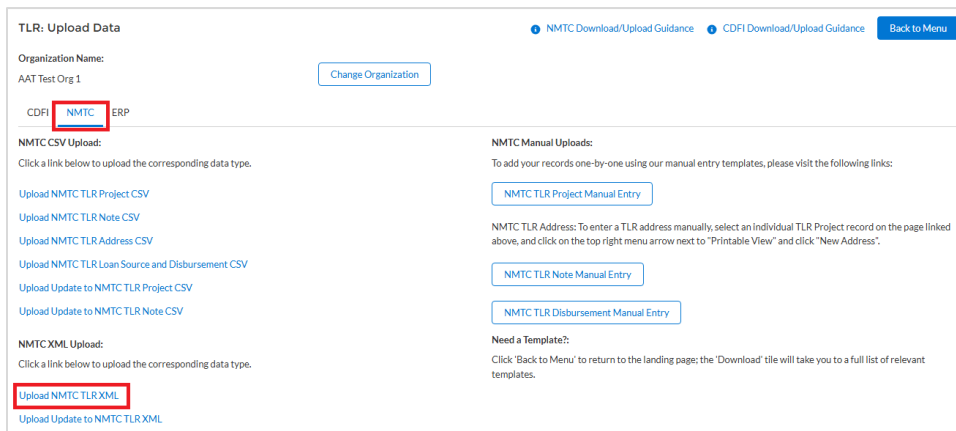 TLR: Upload Data
NMTC Download/Upload Guidance
CDFI Download/Upload Guidance
Back to Menu
Organization Name:
AAT Test Org 1
Change Organization
CDFI
NMTC
ERP
NMTC CSV Upload:
Click a link below to upload the corresponding data type.
Upload NMTC TLR Project CSV
Upload NMTC TLR Note CSV
Upload NMTC TLR Address CSV
Upload NMTC TLR Loan Source and Disbursement CSV
Upload Update to NMTC TLR Project CSV
Upload Update to NMTC TLR Note CSV
NMTC XML Upload:
Click a link below to upload the corresponding data type.
Upload NMTC TLR XML
Upload Update to NMTC TLR XML
NMTC Manual Uploads:
To add your records one-by-one using our manual entry templates, please visit the following links:
NMTC TLR Project Manual Entry
NMTC TLR Address: To enter a TLR address manually, select an individual TLR Project record on the page linked
above, and click on the top right menu arrow next to "Printable View" and click "New Address".
NMTC TLR Note Manual Entry
NMTC TLR Disbursement Manual Entry
Need a Template?:
Click 'Back to Menu' to return to the landing page; the 'Download' tile will take you to a full list of relevant
templates.